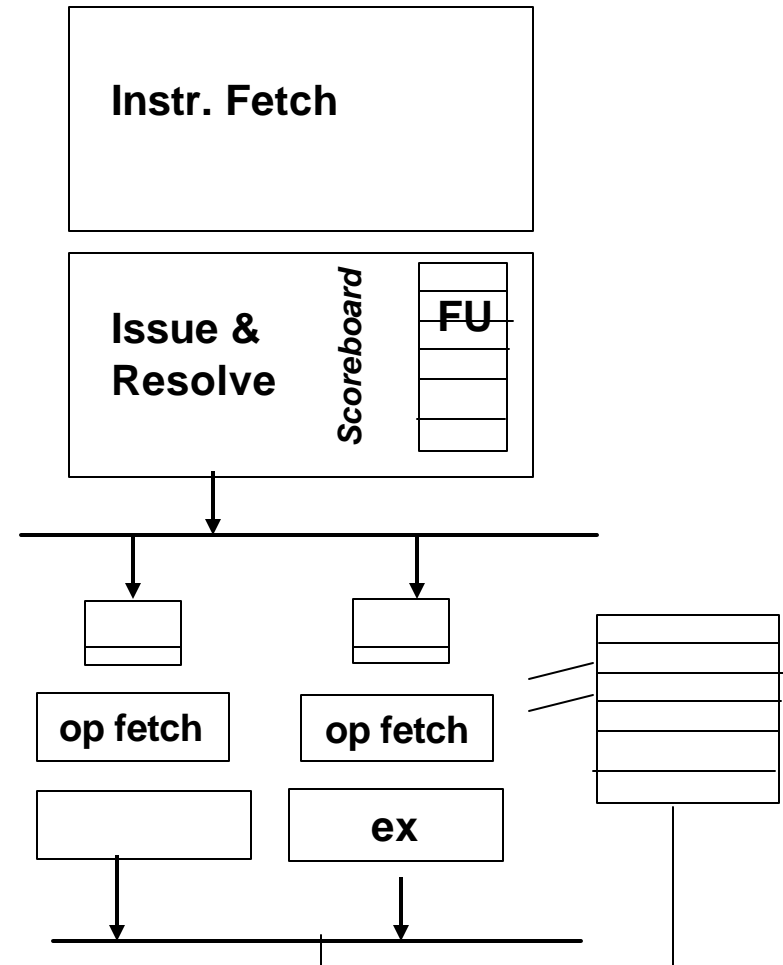 Instr. Fetch
Issue &
Resolve
Scoreboard
FU
op fetch
op fetch
ex